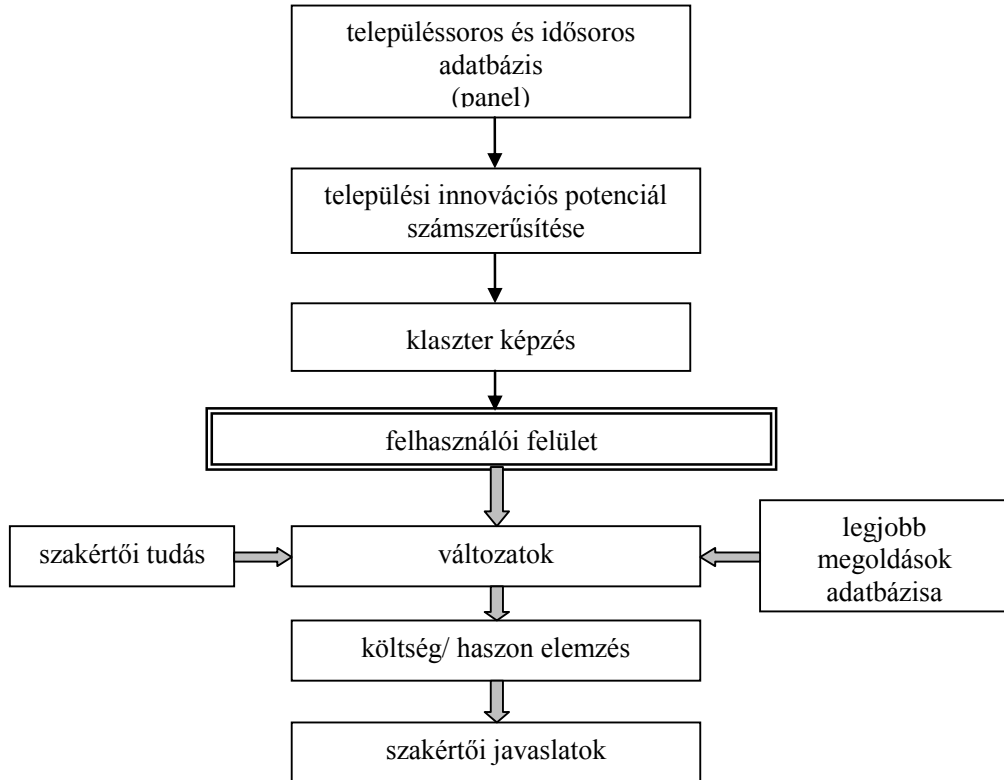 településsoros és idősoros
adatbázis
(panel)
települési innovációs potenciál
számszerűsítése
klaszter képzés
felhasználói felület
szakértői tudás
változatok
legjobb
megoldások
adatbázisa
költség/ haszon elemzés
szakértői javaslatok